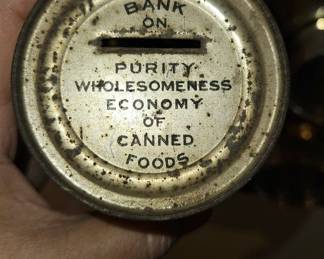 BANK
ON
PURITY
WHOLESOMENESS
ECONOMY
OF
CANNED
FOODS